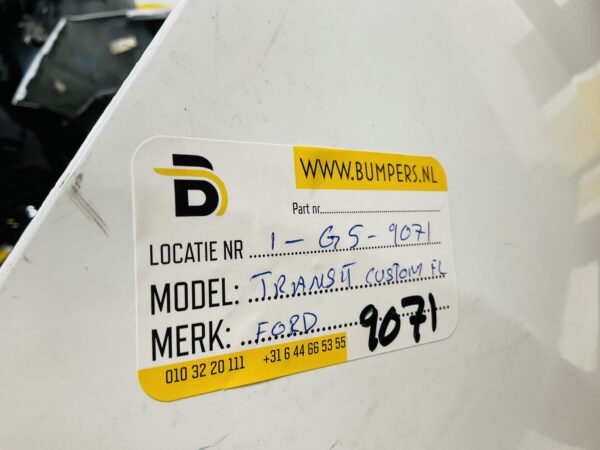 WWW.BUMPERS.NL
Part nr.
LOCATIE NR 1-GS-9071
MODEL: TRANSIT CUSTOM FL
MERK: FORD 9071
010 32 20 111 +31 6 44 66 53 55